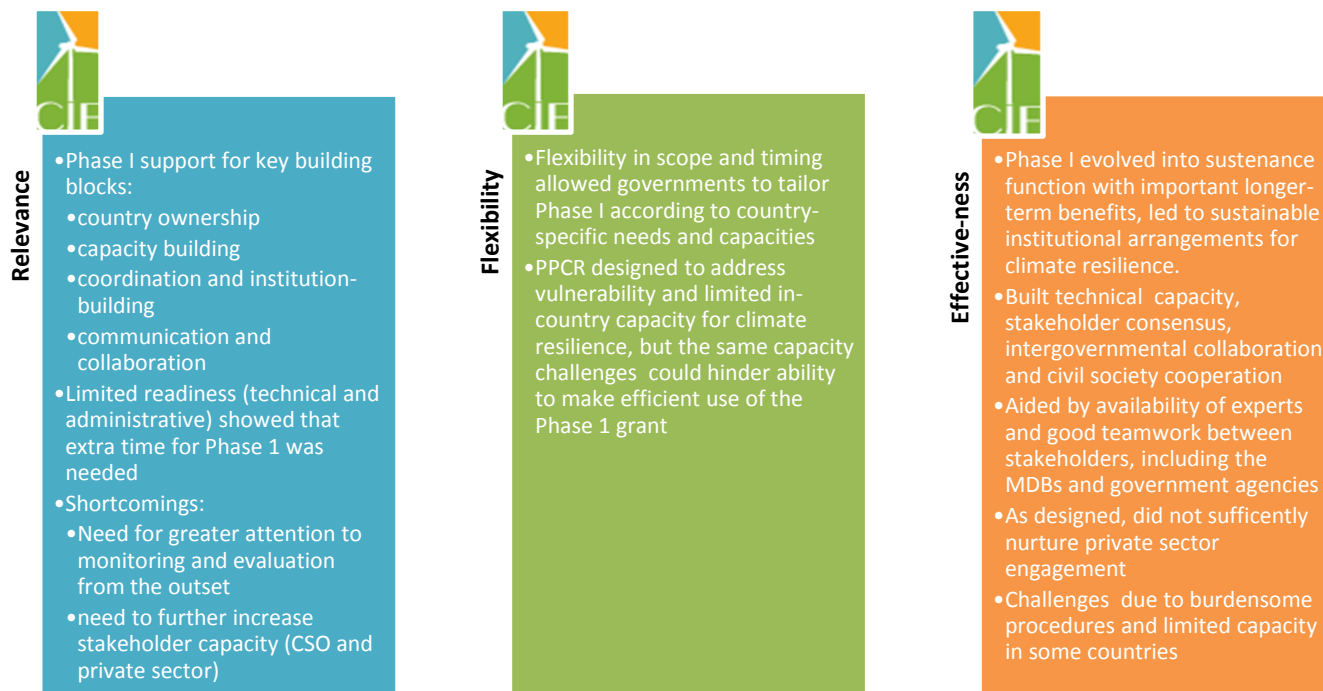 CIF
Relevance
•Phase I support for key building
blocks:
•country ownership
•capacity building
•coordination and institution-
building
•communication and
collaboration
•Limited readiness (technical and
administrative) showed that
extra time for Phase 1 was
needed
•Shortcomings:
•Need for greater attention to
monitoring and evaluation
from the outset
•need to further increase
stakeholder capacity (CSO and
private sector)
CIF
Flexibility
•Flexibility in scope and timing
allowed governments to tailor
Phase I according to country-
specific needs and capacities
•PPCR designed to address
vulnerability and limited in-
country capacity for climate
resilience, but the same capacity
challenges could hinder ability
to make efficient use of the
Phase 1 grant
CIF
Effective-ness
•Phase I evolved into sustenance
function with important longer-
term benefits, led to sustainable
institutional arrangements for
climate resilience.
•Built technical capacity,
stakeholder consensus,
intergovernmental collaboration
and civil society cooperation
•Aided by availability of experts
and good teamwork between
stakeholders, including the
MDBs and government agencies
•As designed, did not sufficently
nurture private sector
engagement
•Challenges due to burdensome
procedures and limited capacity
in some countries